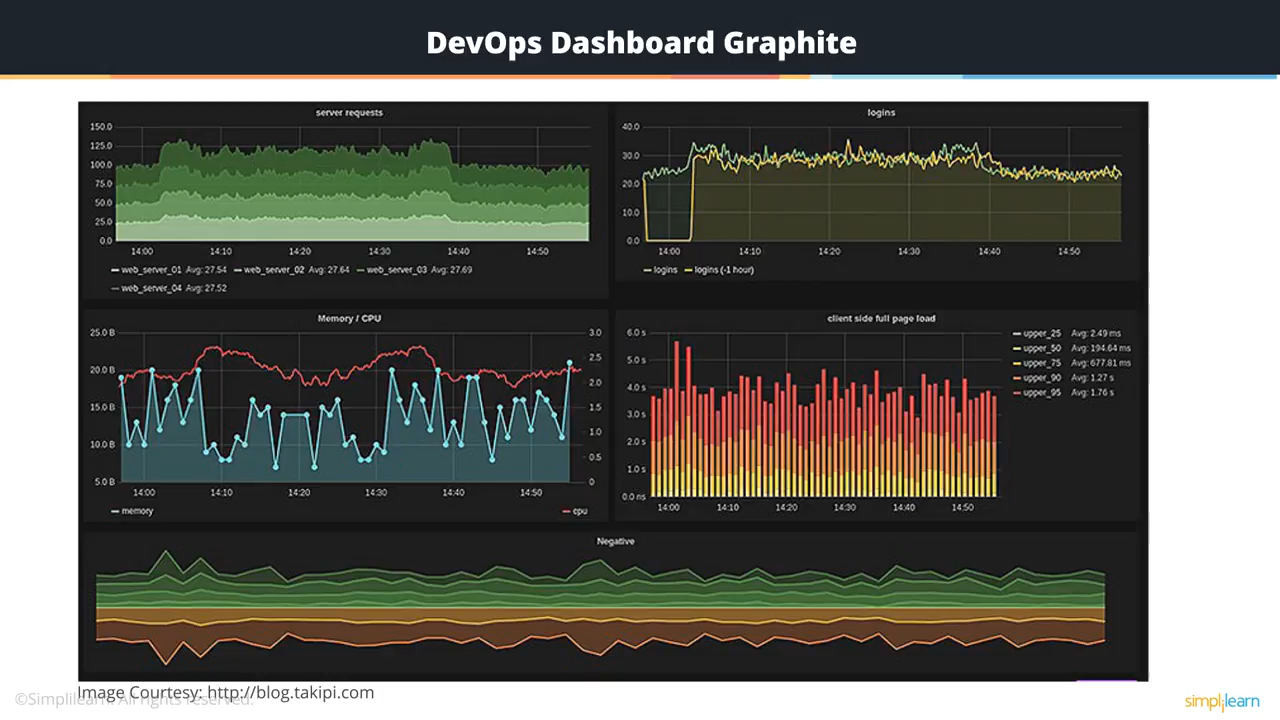 DevOps Dashboard Graphite
server requests
150.0
125.0
100.0
75.0
50.0
25.0
0.0
14:00 14:10 14:20 14:30 14:40 14:50
web_server_01 Avg: 27.54 web_server_02 Avg: 27.64 web_server_03 Avg: 27.69
web_server_04 Avg: 27.52
logins
40.0
30.0
20.0
10.0
0.0
14:00 14:10 14:20 14:30 14:40 14:50
logins logins (-1 hour)
Memory / CPU
25.0 B 3.0
2.5
20.0 B 2.0
15.0 B 1.5
1.0
10.0 B
0.5
5.0 B 0
14:00 14:10 14:20 14:30 14:40 14:50
memory cpu
client side full page load
6.0 s
5.0 s
4.0 s
3.0 s
2.0 s
1.0 s
0.0 ns
14:00 14:10 14:20 14:30 14:40 14:50
upper_25 Avg: 2.49 ms
upper_50 Avg: 194.64 ms
upper_75 Avg: 677.81 ms
upper_90 Avg: 1.27 s
upper_95 Avg: 1.76 s
Negative
Image Courtesy: http://blog.takipi.com
©Simplilearn. All rights reserved.
simplilearn